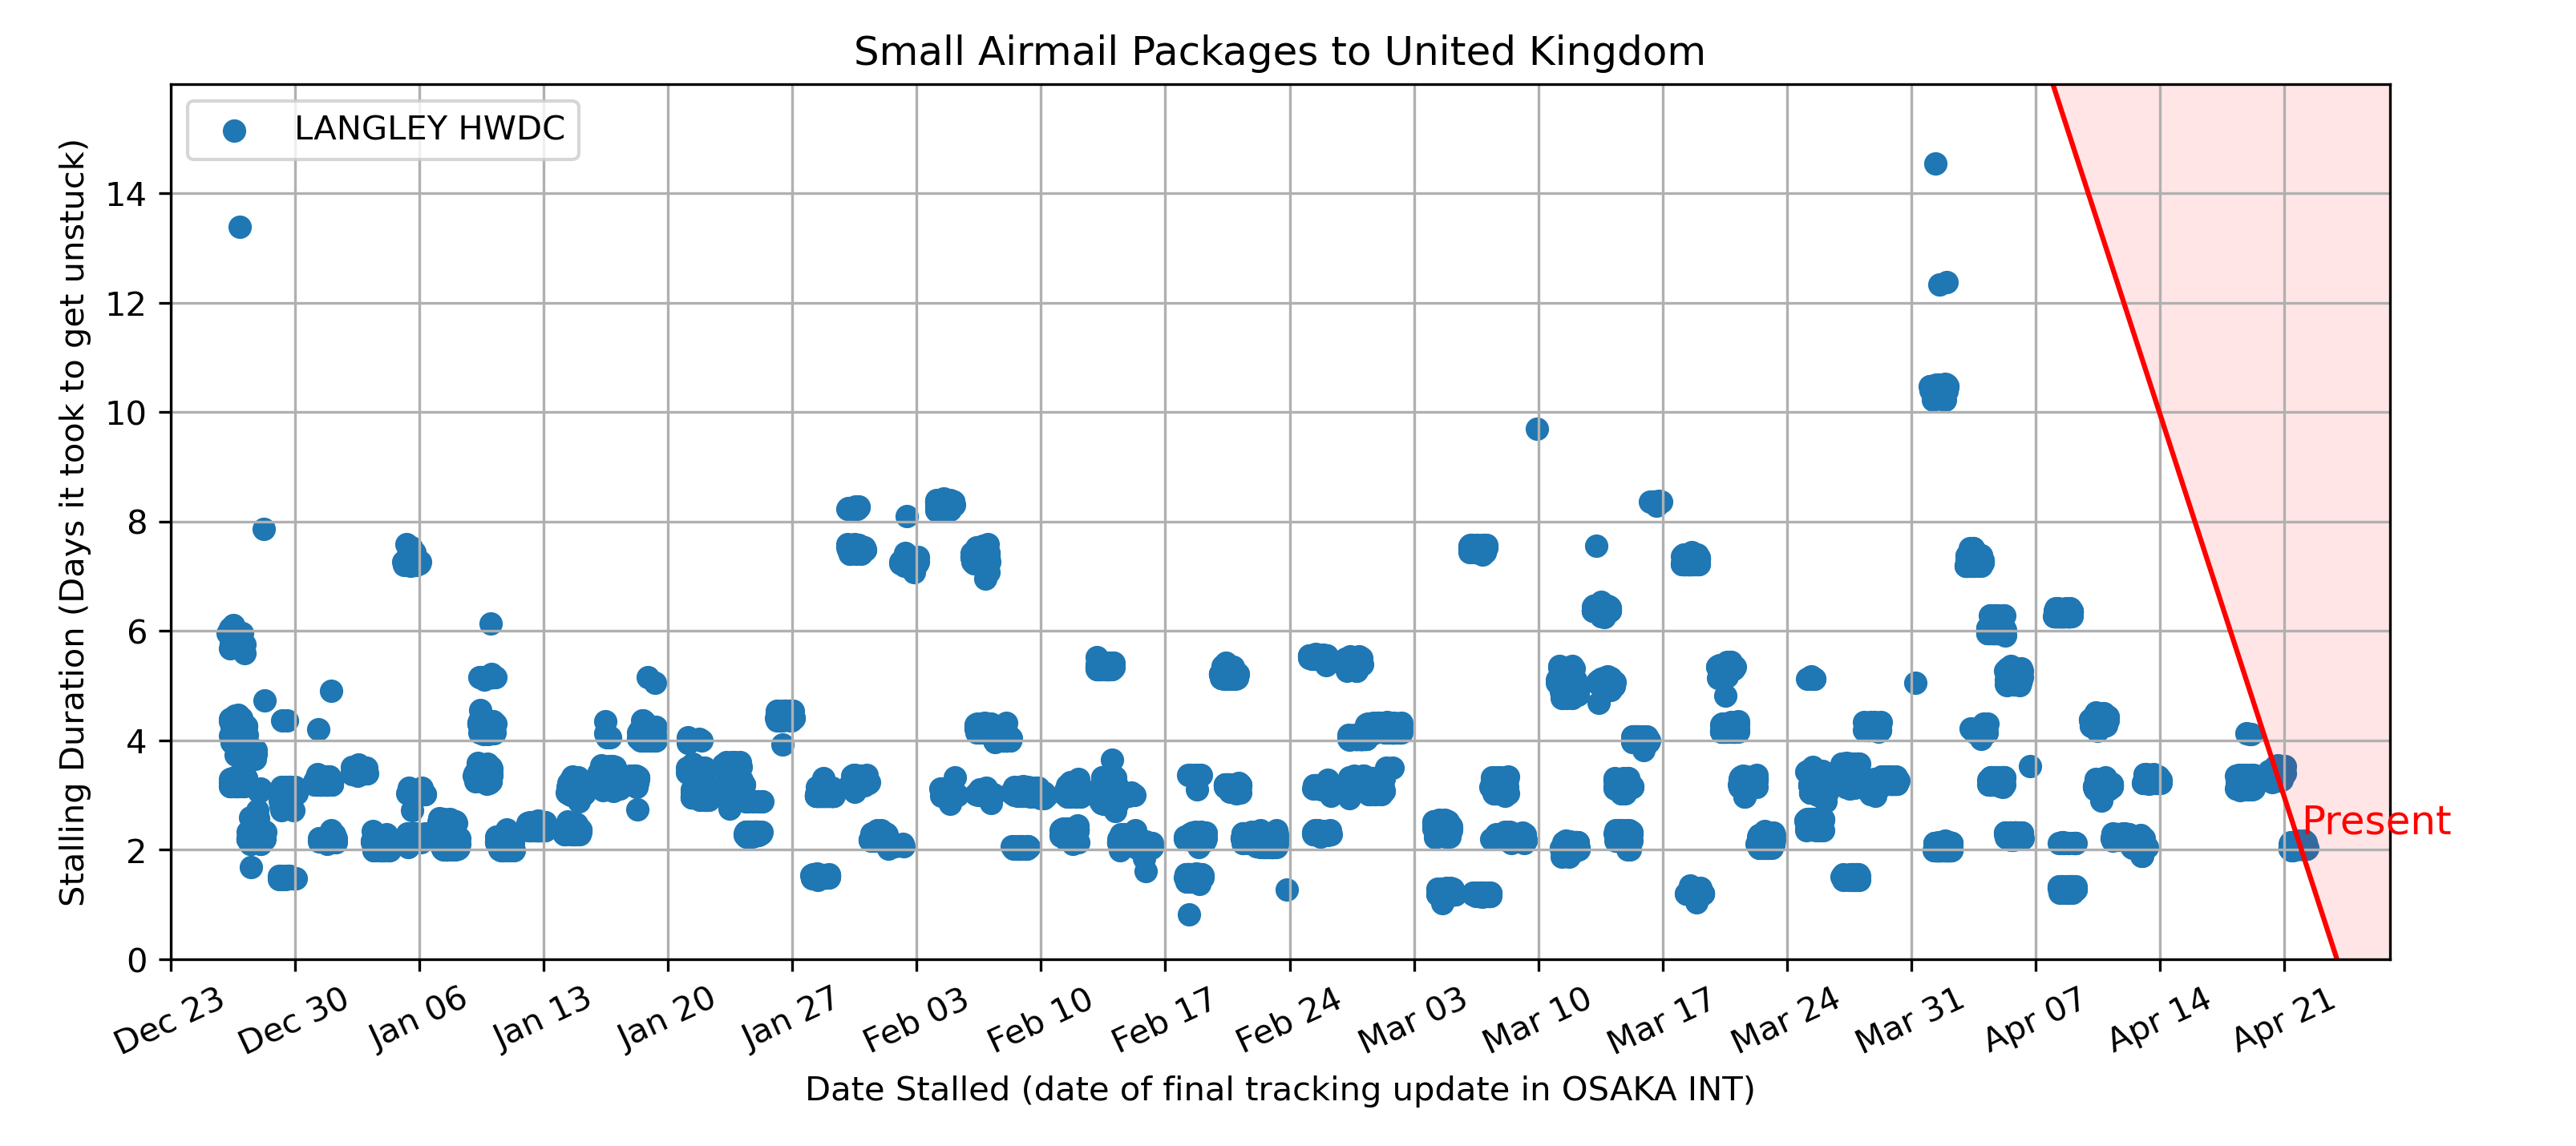 Small Airmail Packages to United Kingdom
LANGLEY HWDC
Stalling Duration (Days it took to get unstuck)
14
12
10
8
6
4
2
0
Present
Dec 23
Dec 30
Jan 06
Jan 13
Jan 20
Jan 27
Feb 03
Feb 10
Feb 17
Feb 24
Mar 03
Mar 10
Mar 17
Mar 24
Mar 31
Apr 07
Apr 14
Apr 21
Date Stalled (date of final tracking update in OSAKA INT)